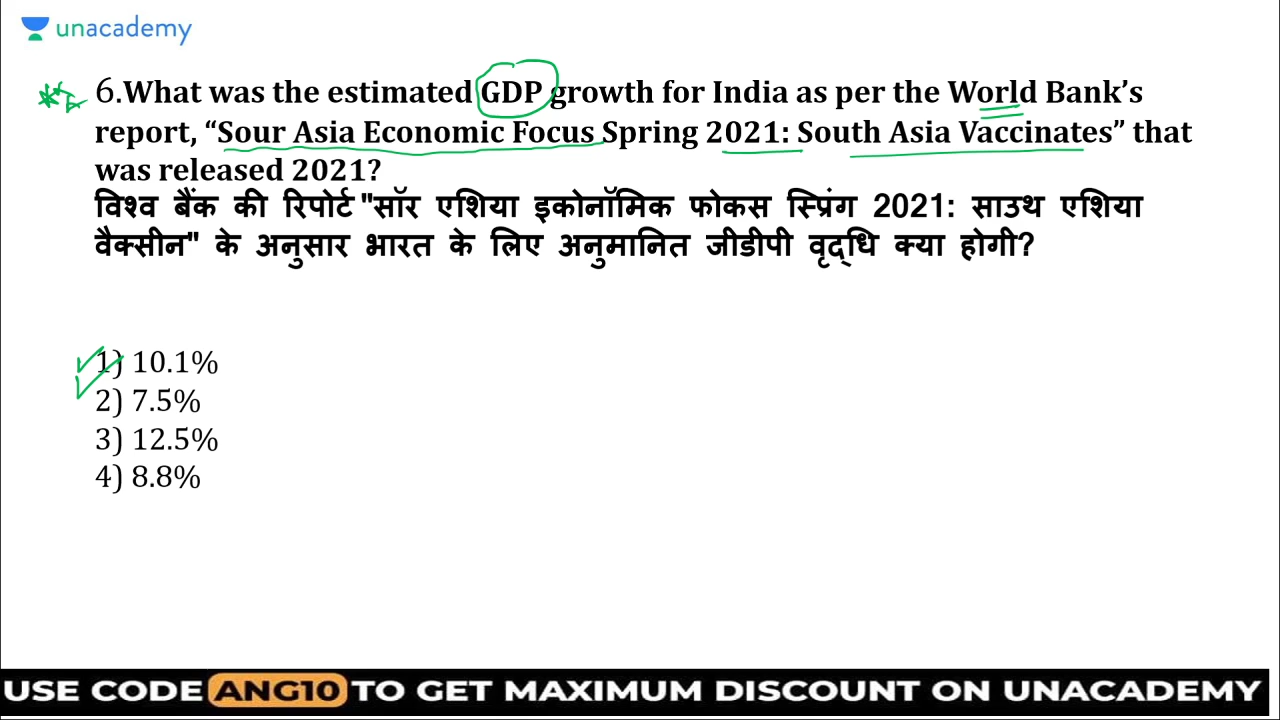 unacademy
6.What was the estimated GDP growth for India as per the World Bank's
report, “Sour Asia Economic Focus Spring 2021: South Asia Vaccinates” that
was released 2021?
विश्व बैंक की रिपोर्ट "सॉर एशिया इकोनॉमिक फोकस स्प्रिंग 2021: साउथ एशिया
वैक्सीन" के अनुसार भारत के लिए अनुमानित जीडीपी वृद्धि क्या होगी?
1) 10.1%
2) 7.5%
3) 12.5%
4) 8.8%
USE CODE ANG10 TO GET MAXIMUM DISCOUNT ON UNACADEMY